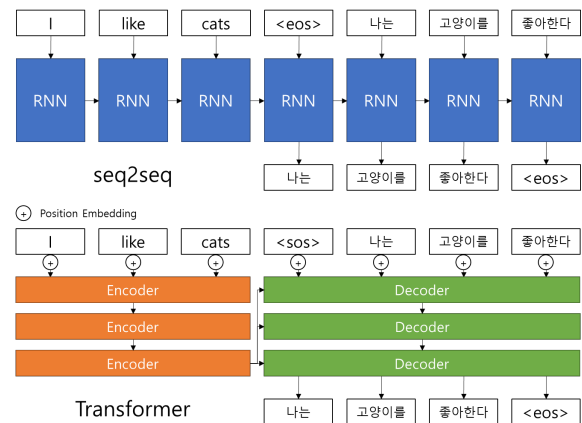 I like cats <eos> 나는 고양이를 좋아한다
RNN RNN RNN RNN RNN RNN RNN
seq2seq
나는 고양이를 좋아한다 <eos>
+ Position Embedding
I like cats <sos> 나는 고양이를 좋아한다
+ + + + + + +
Encoder Decoder
Encoder Decoder
Encoder Decoder
Transformer
나는 고양이를 좋아한다 <eos>